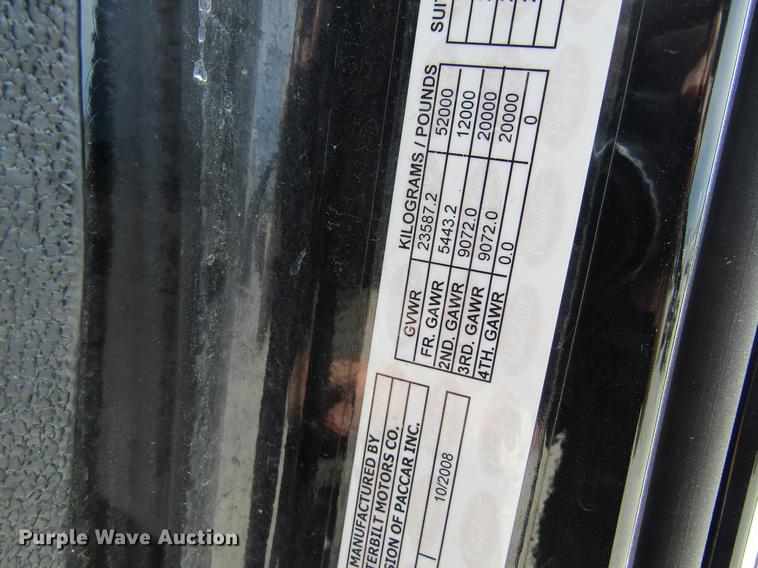 MANUFACTURED BY
TERBILT MOTORS CO.
SION OF PACCAR INC.
/ 10/2008
KILOGRAMS / POUNDS
GVWR 23587.2 52000
FR. GAWR 5443.2 12000
2ND. GAWR 9072.0 20000
3RD. GAWR 9072.0 20000
4TH. GAWR 0.0 0
SUI
Purple Wave Auction